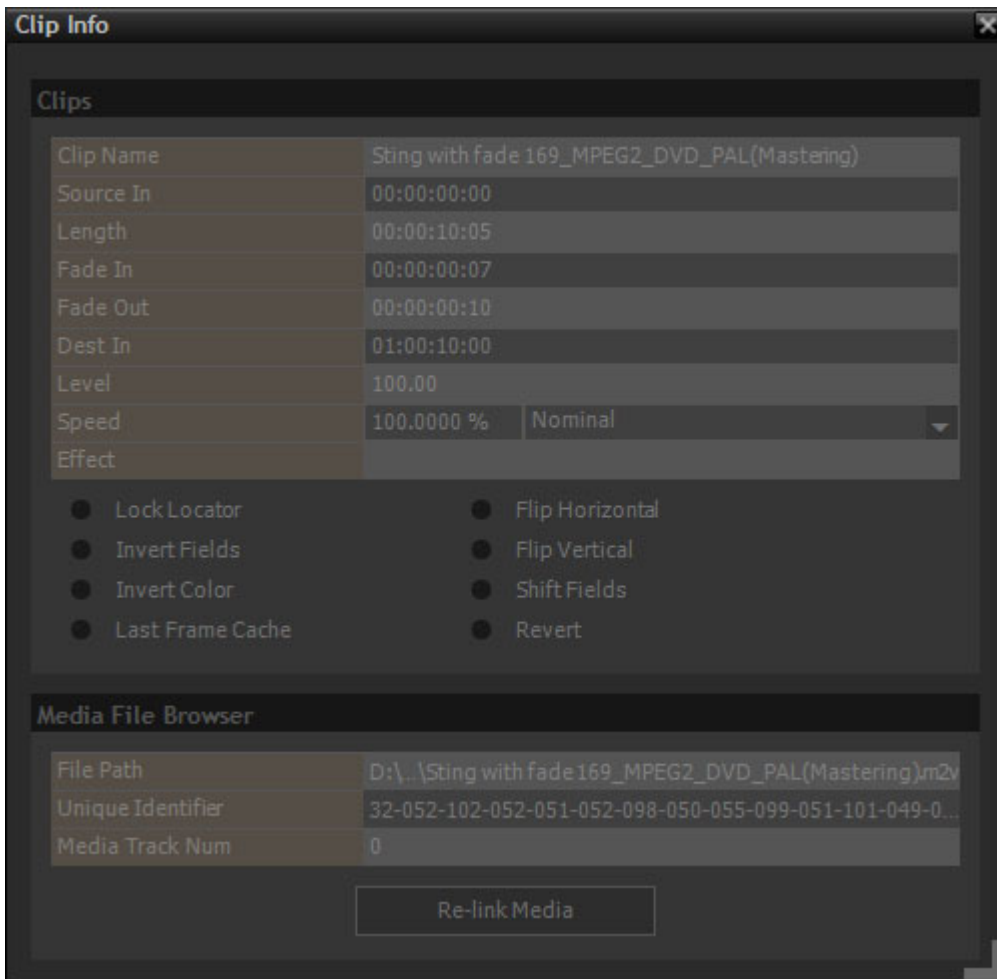 Clip Info
Clips
Clip Name Sting with fade 169_MPEG2_DVD_PAL(Mastering)
Source In 00:00:00:00
Length 00:00:10:05
Fade In 00:00:00:07
Fade Out 00:00:00:10
Dest In 01:00:10:00
Level 100.00
Speed 100.0000 % Nominal
Effect
Lock Locator Flip Horizontal
Invert Fields Flip Vertical
Invert Color Shift Fields
Last Frame Cache Revert
Media File Browser
File Path D:\...\Sting with fade 169_MPEG2_DVD_PAL(Mastering).m2v
Unique Identifier 32-052-102-052-051-052-098-050-055-099-051-101-049-0...
Media Track Num 0
Re-link Media